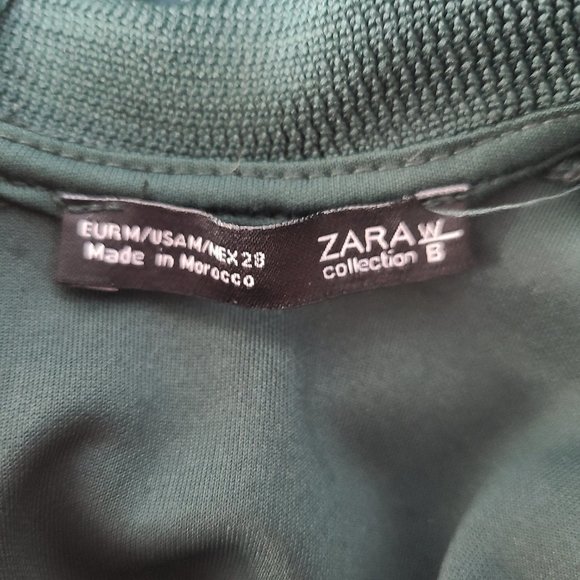 EUR M/USA M/MEX 28
Made in Morocco
ZARA W
collection B